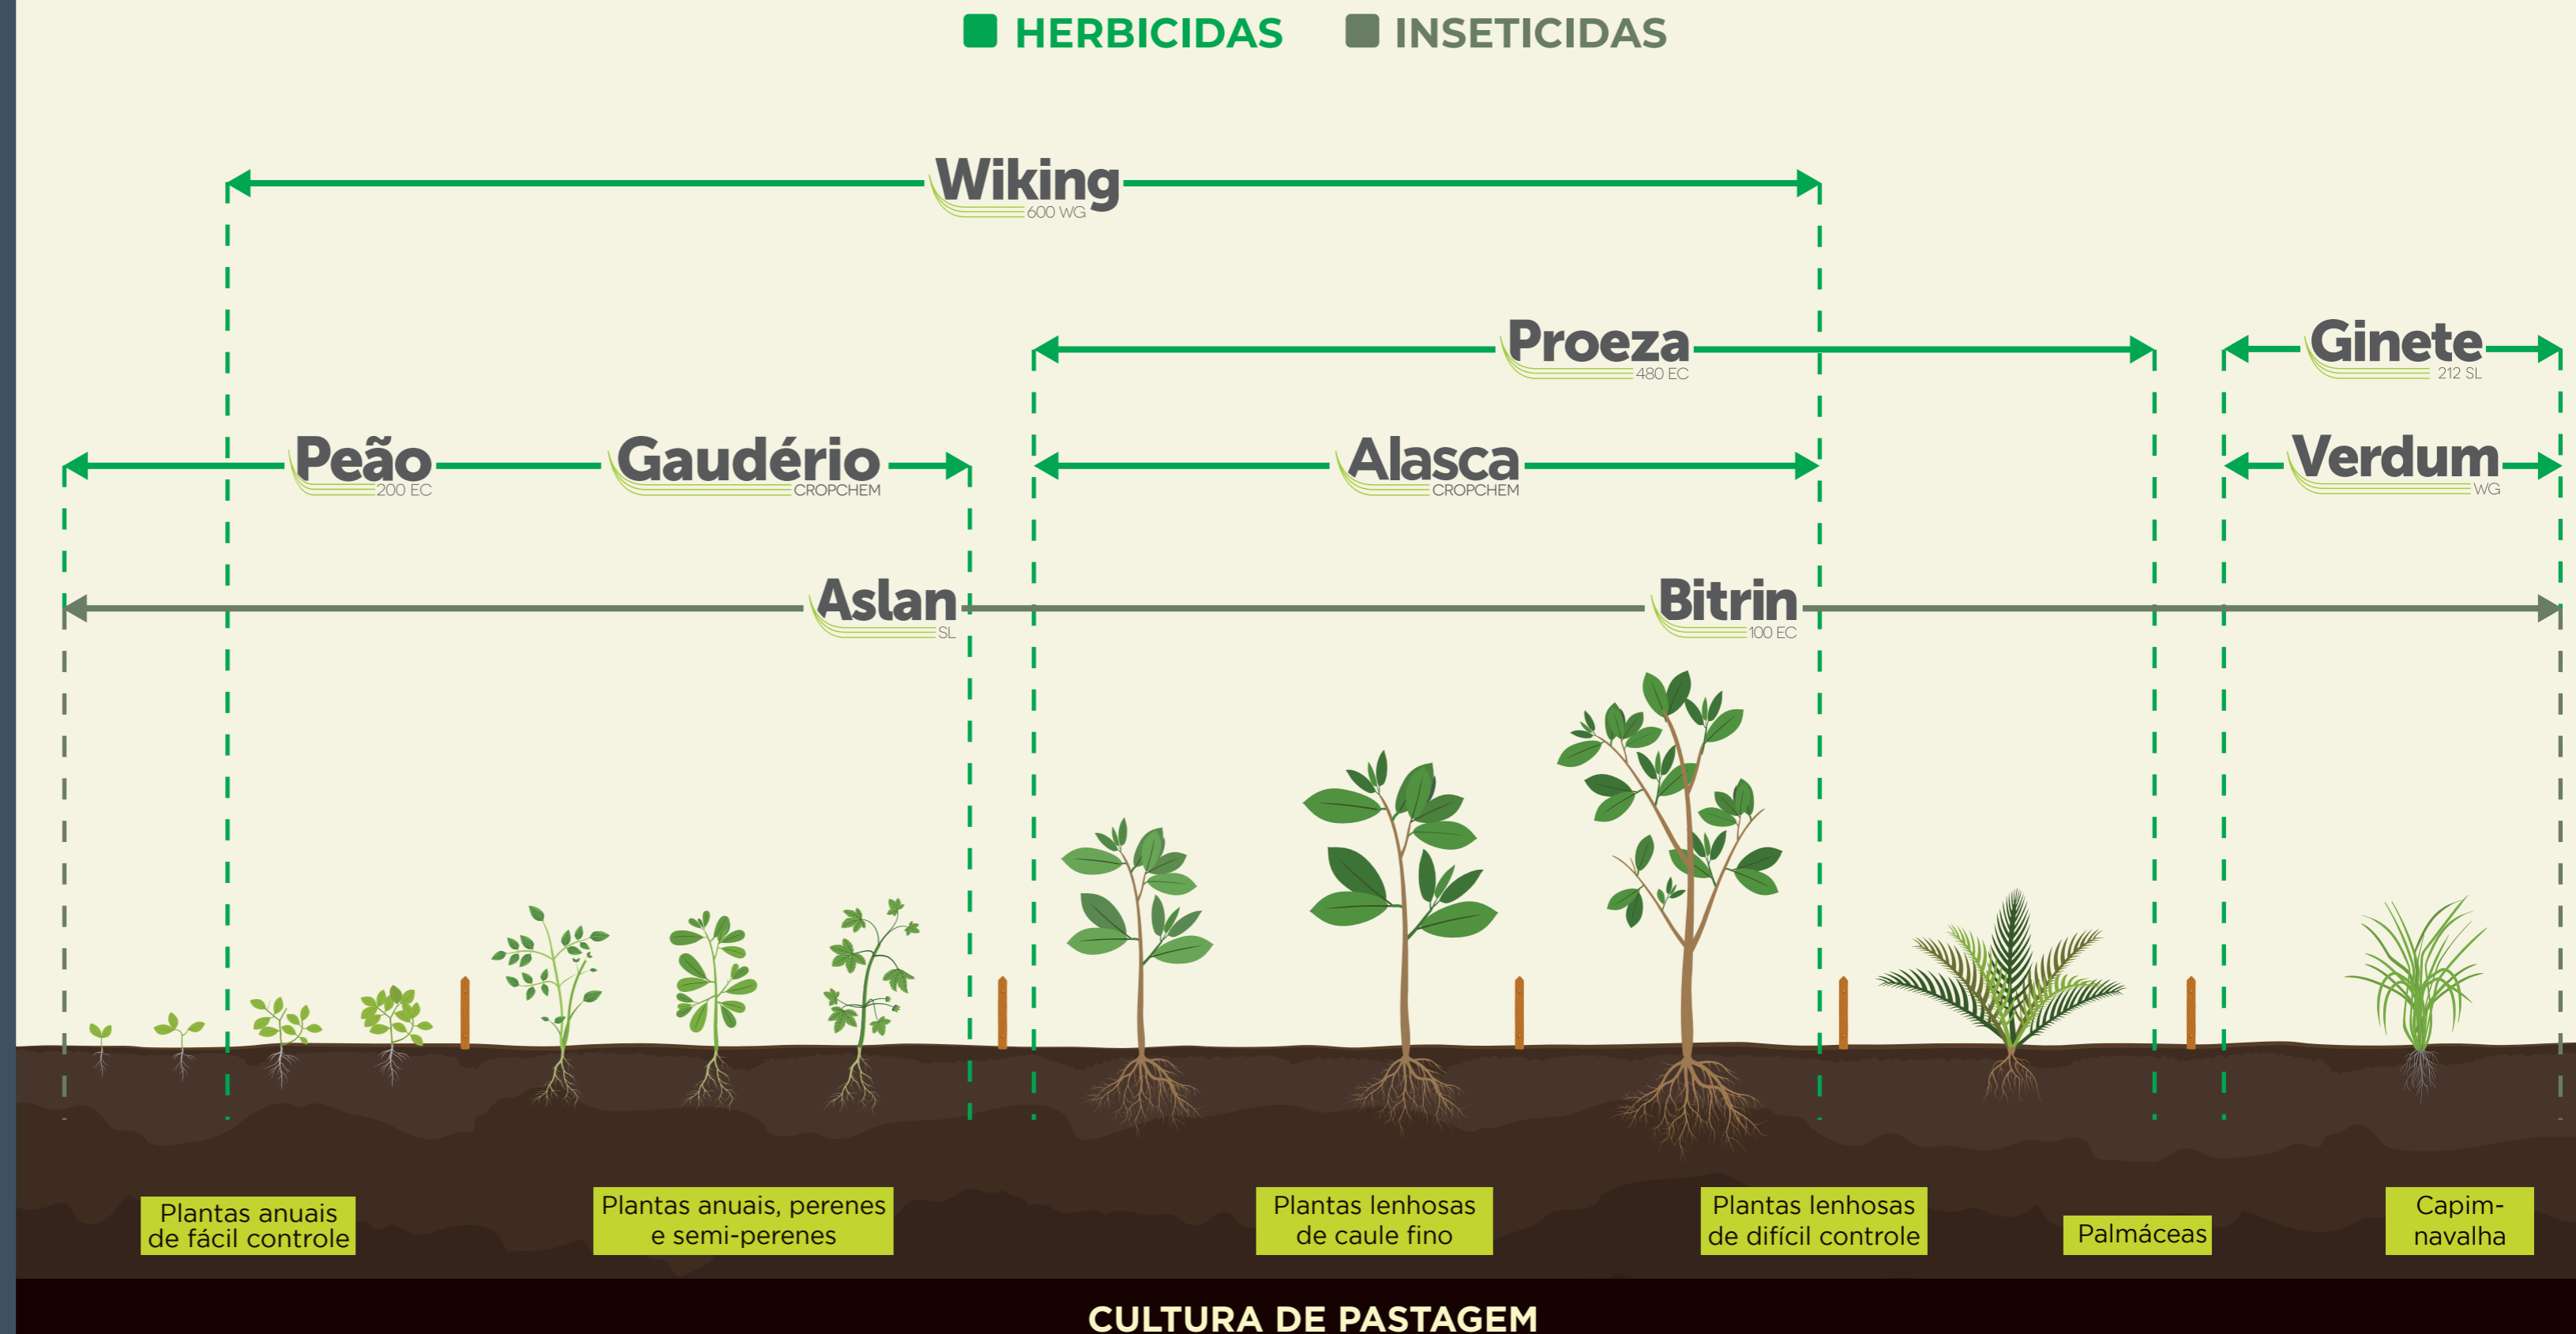 HERBICIDAS
INSETICIDAS
Wiking
600 WG
Proeza
480 EC
Ginete
212 SL
Peão
200 EC
Gaudério
CROPCHEM
Alasca
CROPCHEM
Verdum
WG
Aslan
SL
Bitrin
100 EC
Plantas anuais
de fácil controle
Plantas anuais, perenes
e semi-perenes
Plantas lenhosas
de caule fino
Plantas lenhosas
de difícil controle
Palmáceas
Capim-
navalha
CULTURA DE PASTAGEM